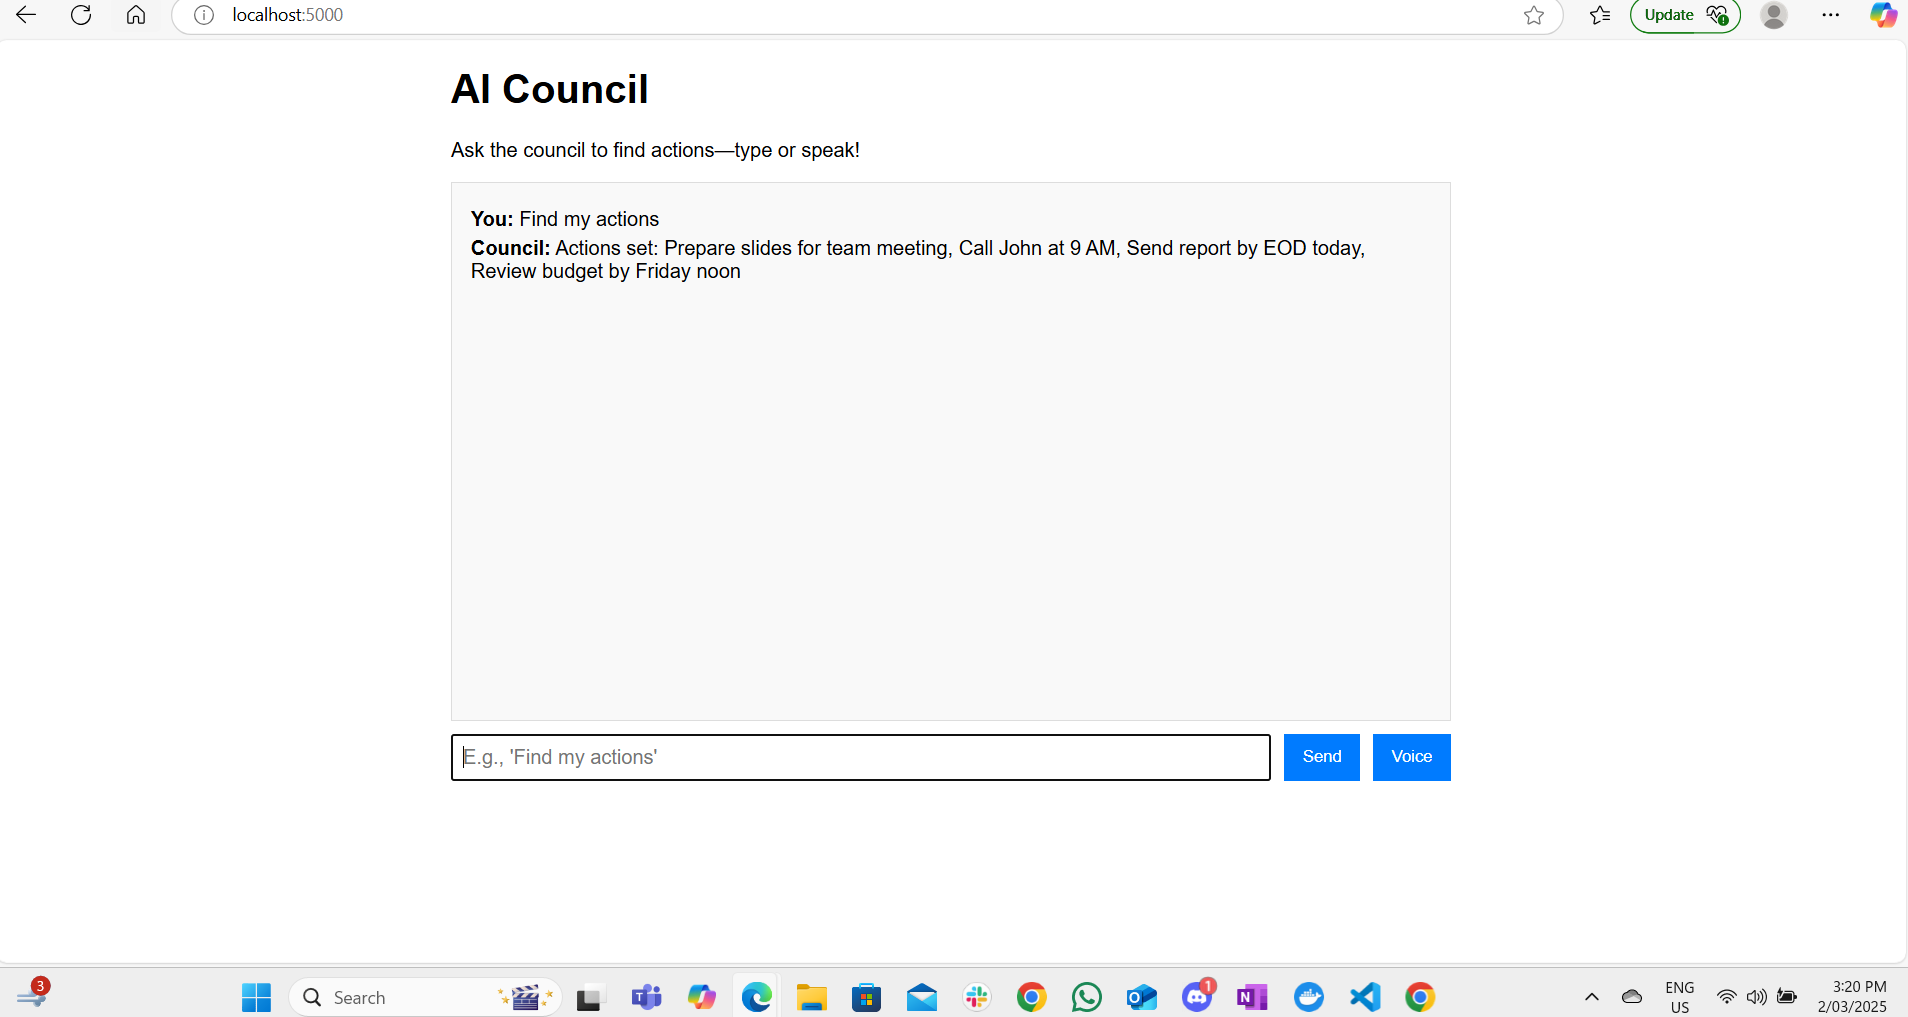 localhost:5000
Update
AI Council
Ask the council to find actions—type or speak!
You: Find my actions
Council: Actions set: Prepare slides for team meeting, Call John at 9 AM, Send report by EOD today,
Review budget by Friday noon
E.g., 'Find my actions'
Send
Voice
3
Search
1
ENG
US
3:20 PM
2/03/2025